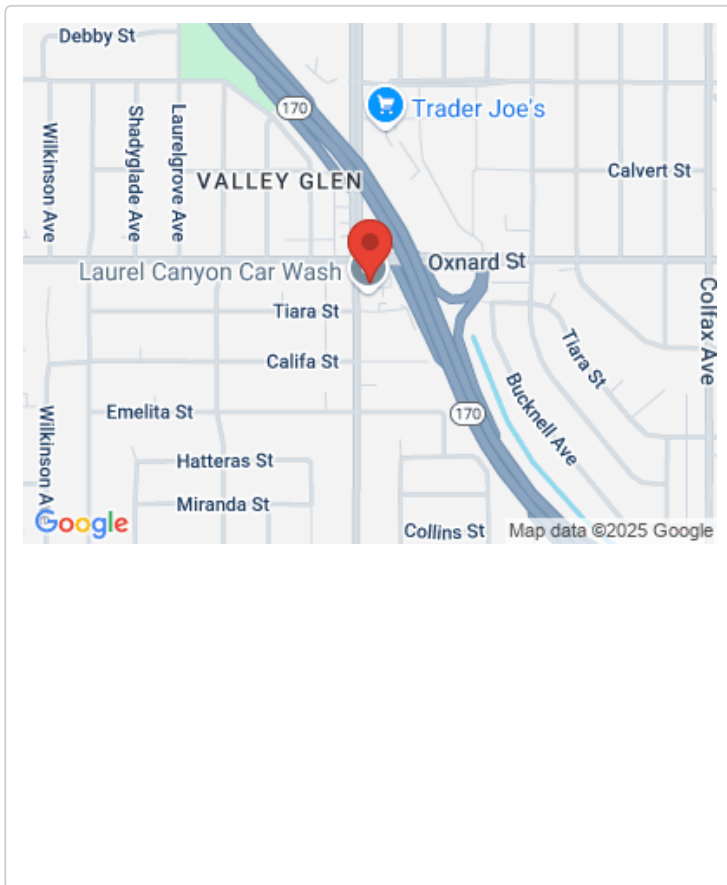 Debby St
170
Trader Joe's
Wilkinson Ave
Shadyglade Ave
Laurelgrove Ave
VALLEY GLEN
Calvert St
Laurel Canyon Car Wash
Oxnard St
Tiara St
Colfax Ave
Califa St
Tiara St
Bucknell Ave
Emelita St
170
Wilkinson Ave
Hatteras St
Miranda St
Google
Collins St
Map data ©2025 Google